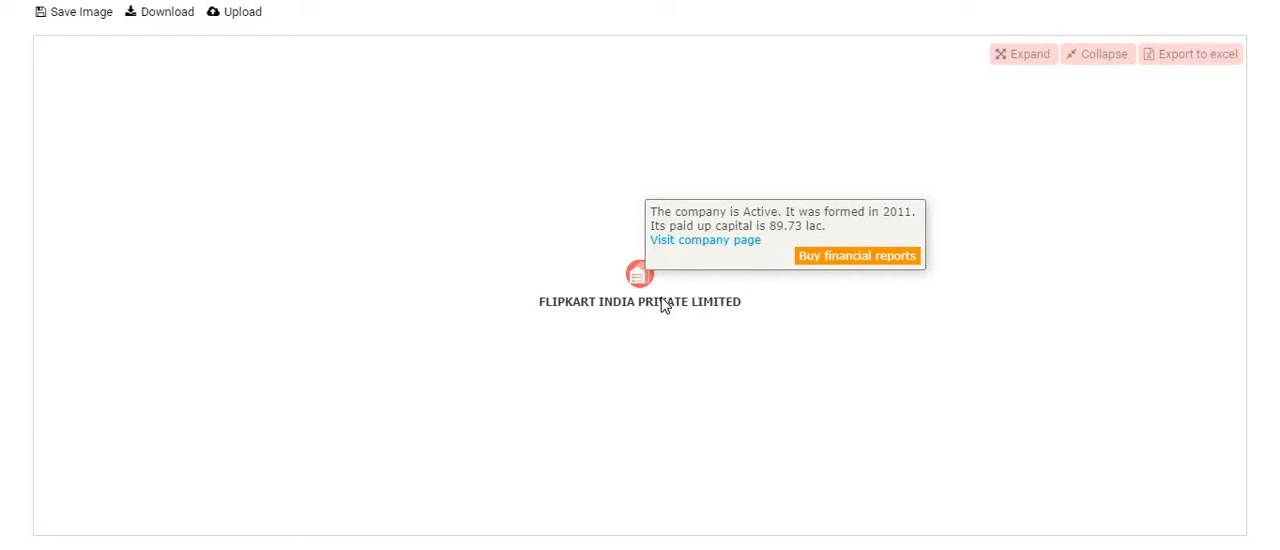 Save Image Download Upload
Expand Collapse Export to excel
The company is Active. It was formed in 2011.
Its paid up capital is 89.73 lac.
Visit company page
Buy financial reports
FLIPKART INDIA PRIVATE LIMITED